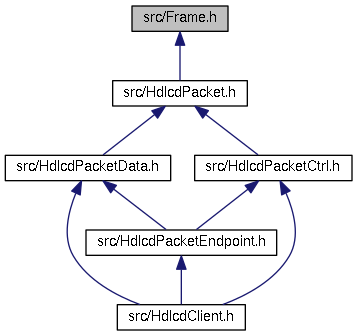 src/Frame.h
src/HdlcdPacket.h
src/HdlcdPacketData.h
src/HdlcdPacketCtrl.h
src/HdlcdPacketEndpoint.h
src/HdlcdClient.h